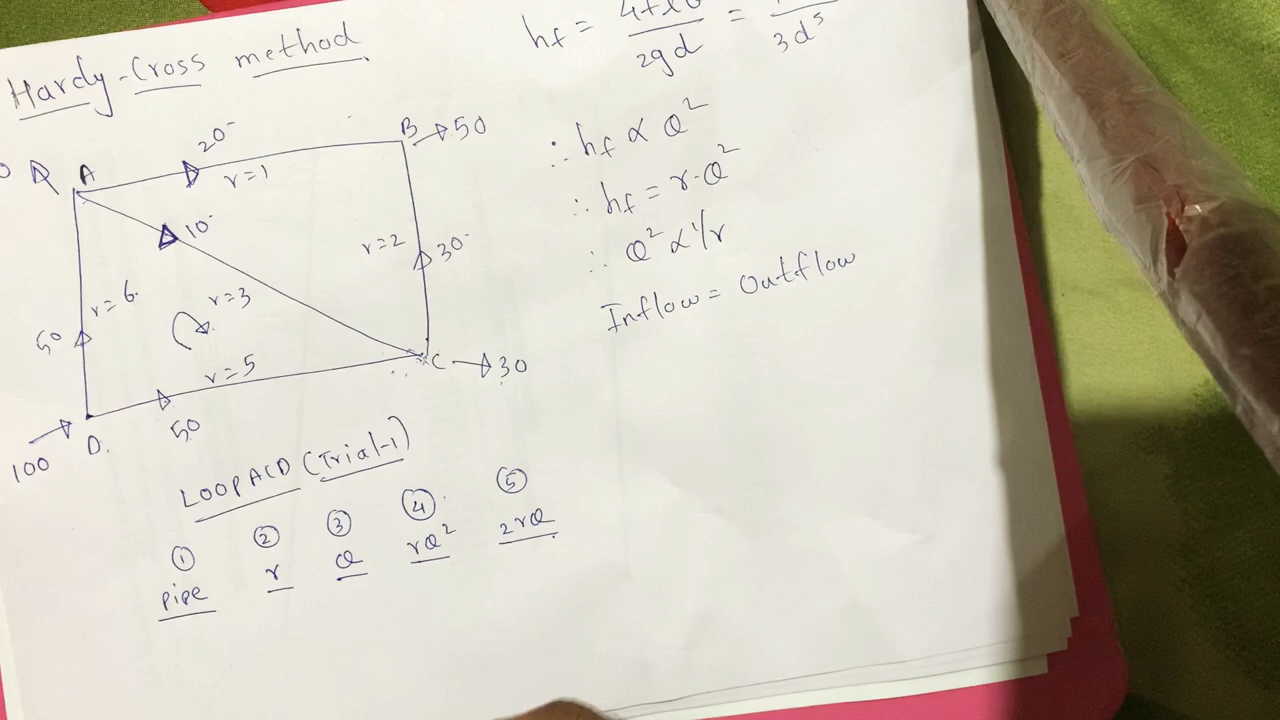 Hardy-Cross method
hf = 2gd = 3d⁵
∴ hf ∝ Q²
∴ hf = r·Q²
∴ Q² ∝ 1/r
Inflow = Outflow
A
20
r=1
B
50
10
r=2
30
r=6
r=3
50
r=5
C
30
50
100
D
LOOP ACD (Trial-1)
① ② ③ ④ ⑤
pipe r Q rQ² 2rQ